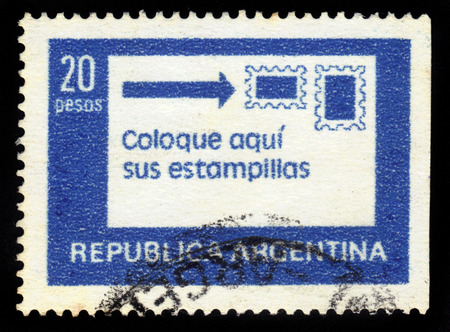 20
pesos
Coloque aquí
sus estampillas
REPUBLICA ARGENTINA